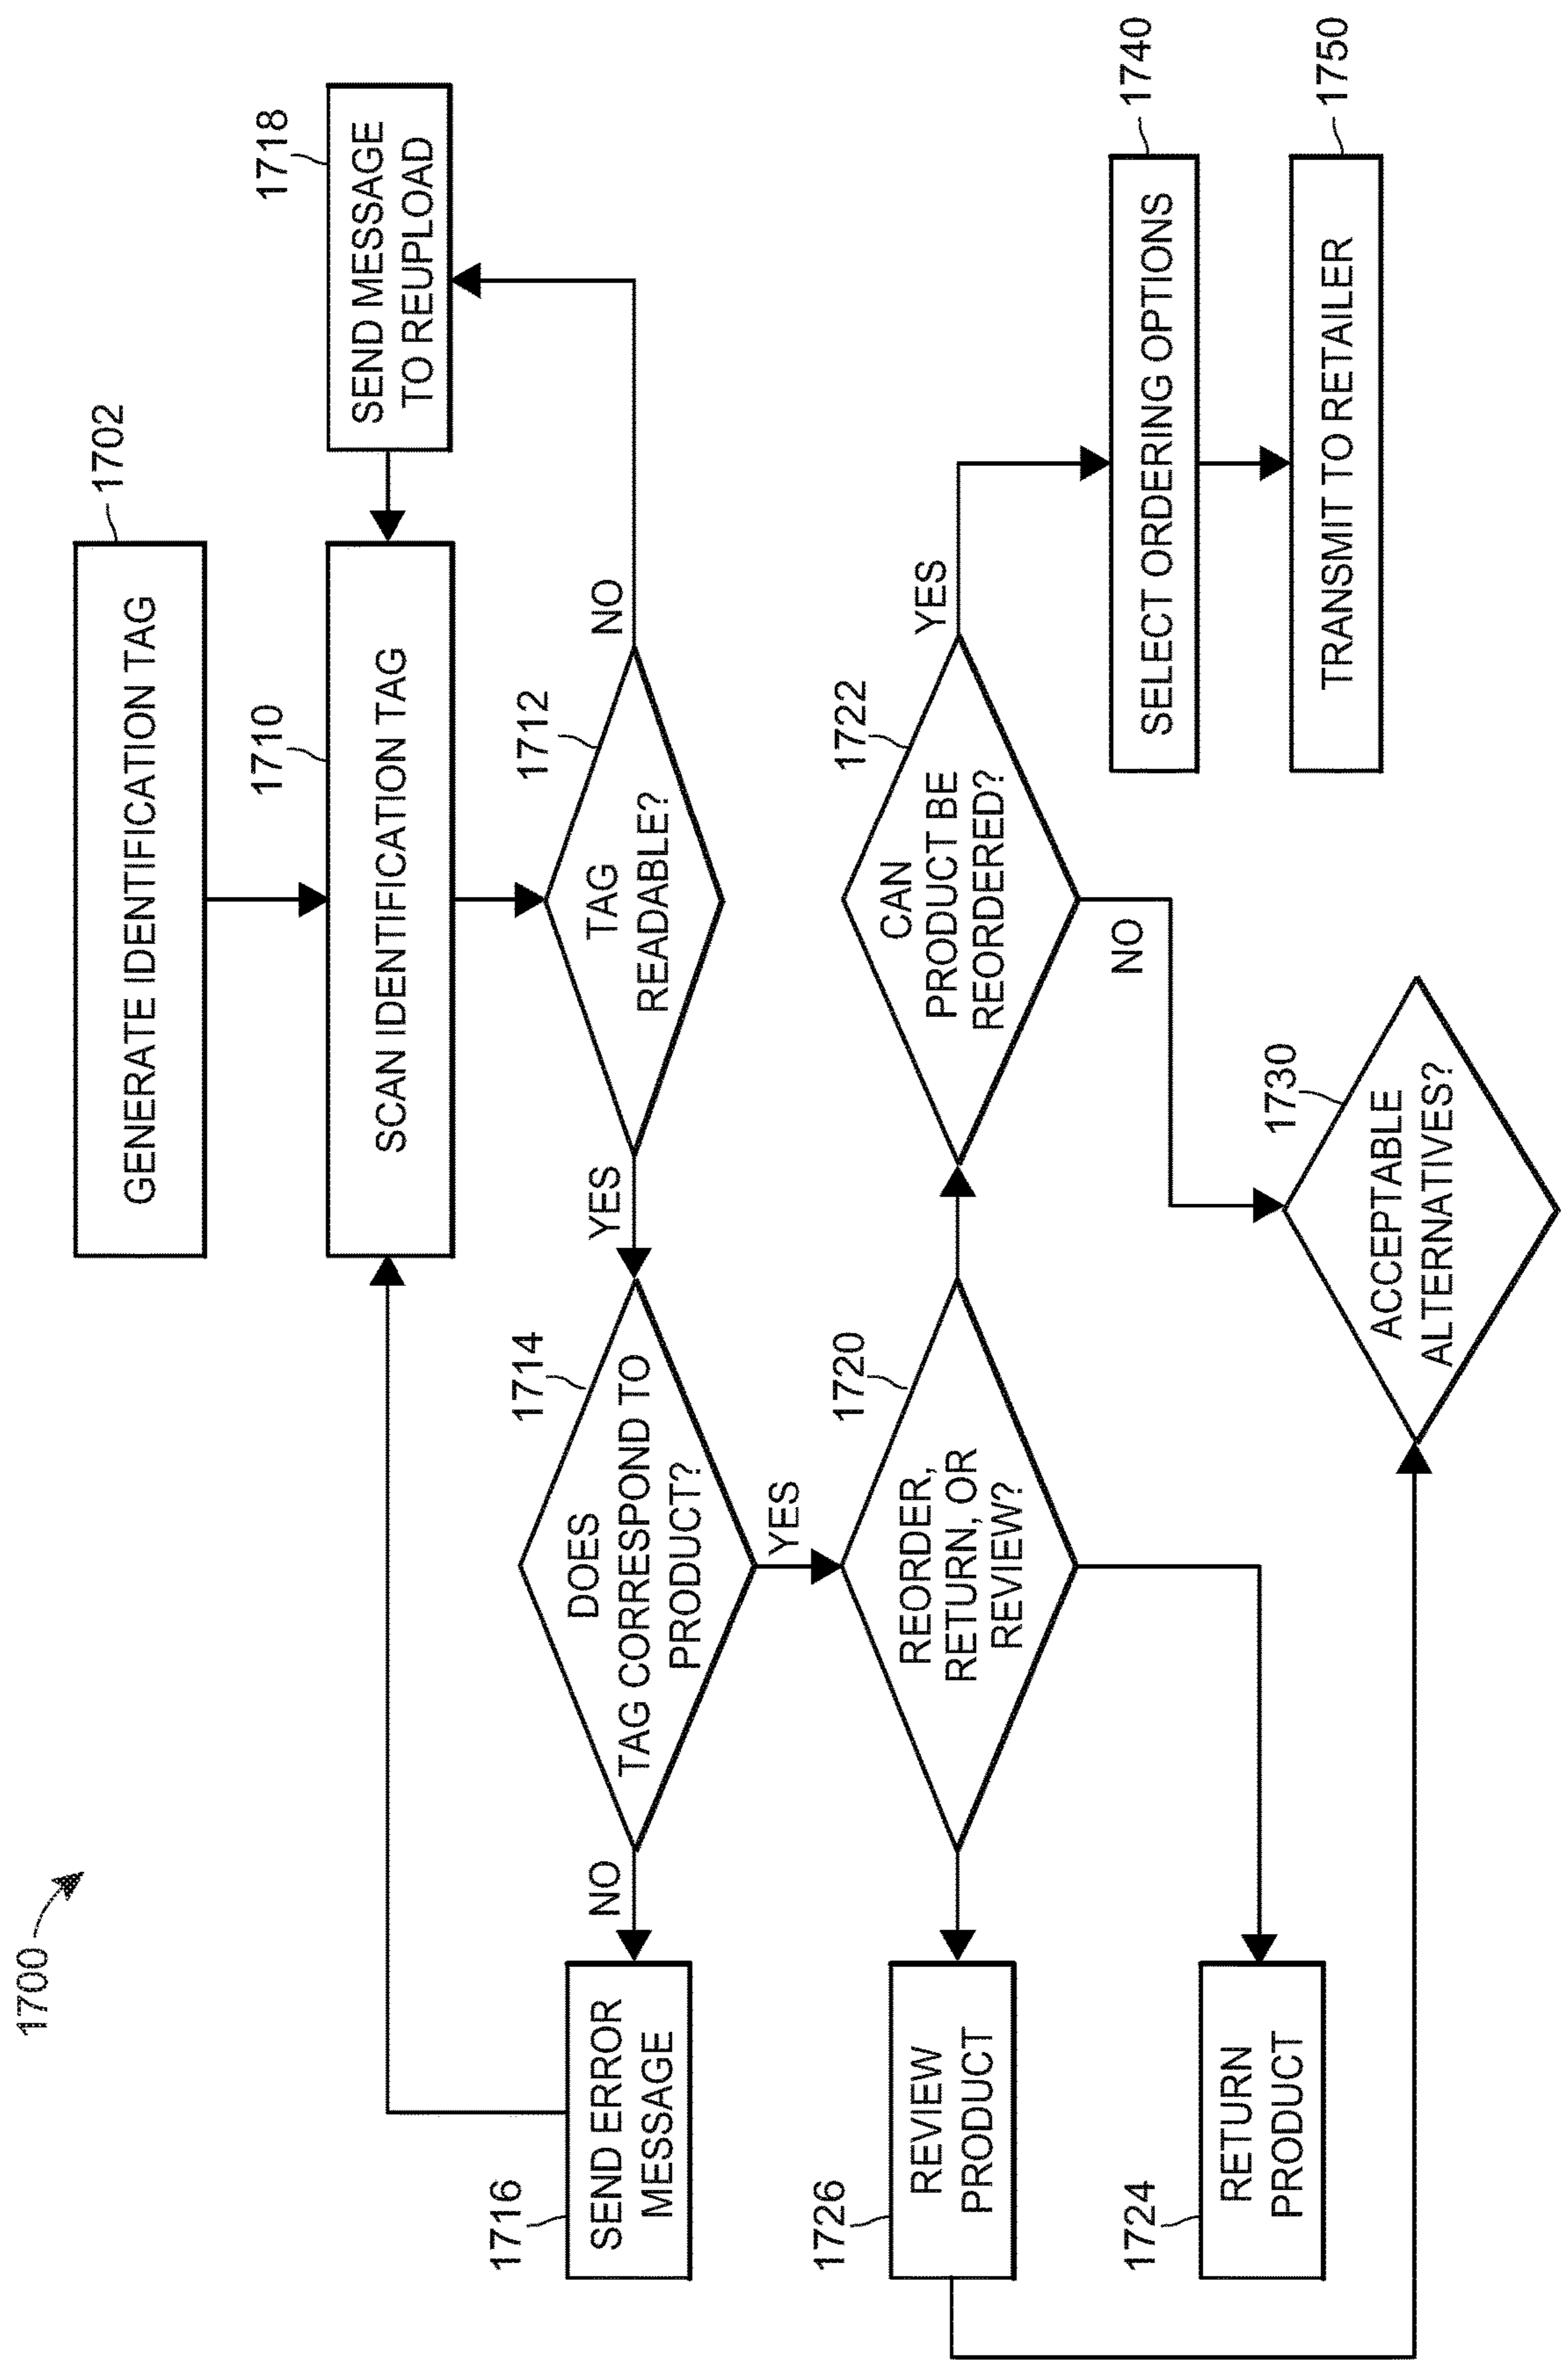 1700
GENERATE IDENTIFICATION TAG
1702
1710
SCAN IDENTIFICATION TAG
1718
SEND MESSAGE
TO REUPLOAD
1712
TAG
READABLE?
NO
YES
1714
DOES
TAG CORRESPOND TO
PRODUCT?
NO
1716
SEND ERROR
MESSAGE
YES
1720
REORDER,
RETURN, OR
REVIEW?
1726
REVIEW
PRODUCT
1724
RETURN
PRODUCT
1722
CAN
PRODUCT BE
REORDERED?
YES
NO
1730
ACCEPTABLE
ALTERNATIVES?
1740
SELECT ORDERING OPTIONS
1750
TRANSMIT TO RETAILER